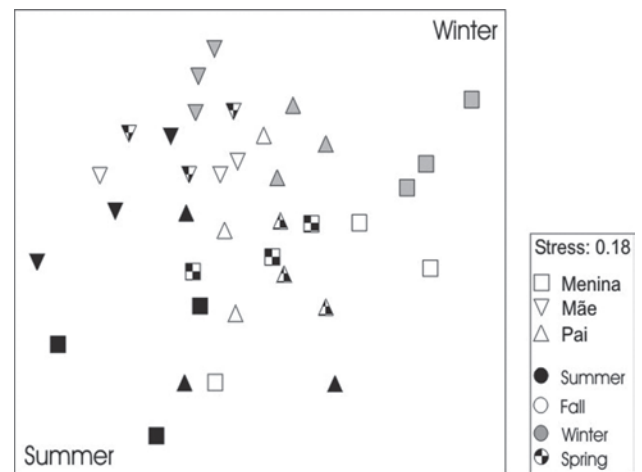 Winter
Summer
Stress: 0.18
Menina
Mãe
Pai
Summer
Fall
Winter
Spring